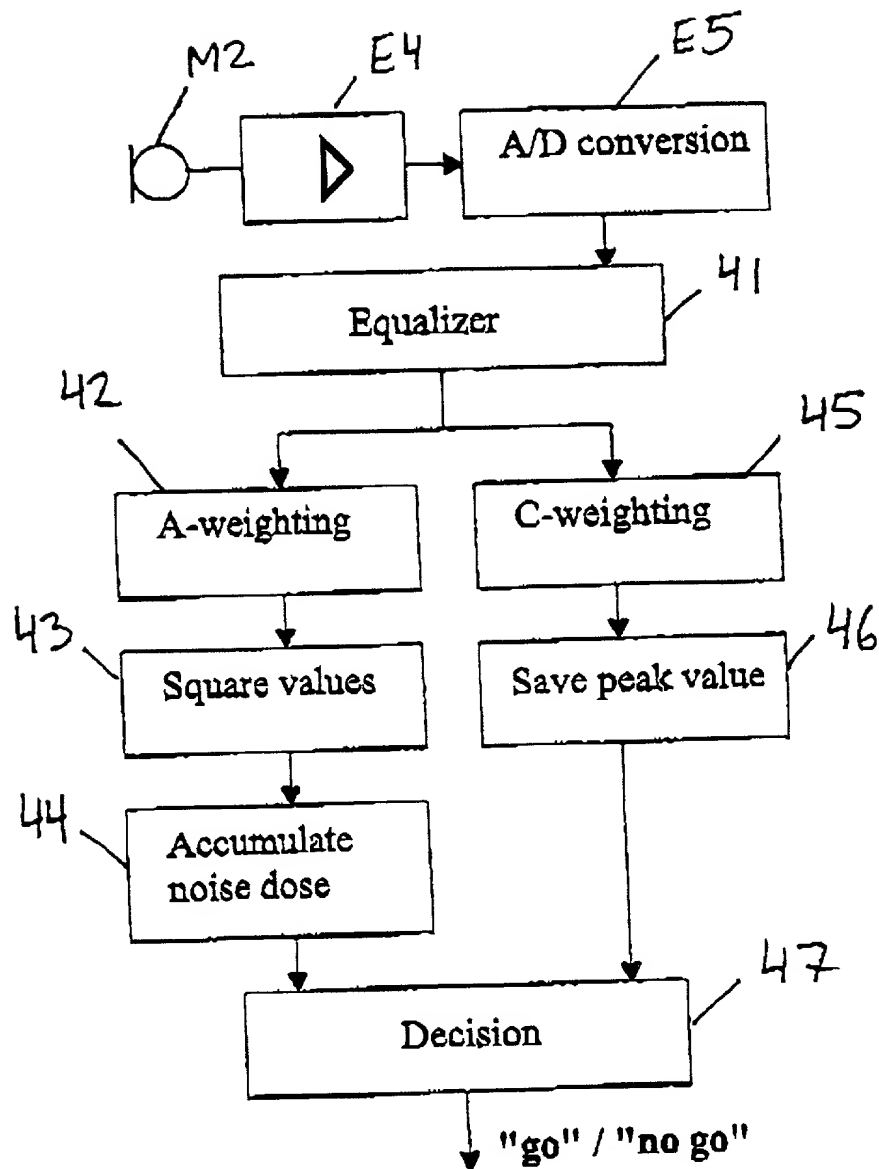 M2
E4
E5
A/D conversion
41
Equalizer
42
45
A-weighting
C-weighting
43
46
Square values
Save peak value
44
Accumulate
noise dose
47
Decision
"go" / "no go"